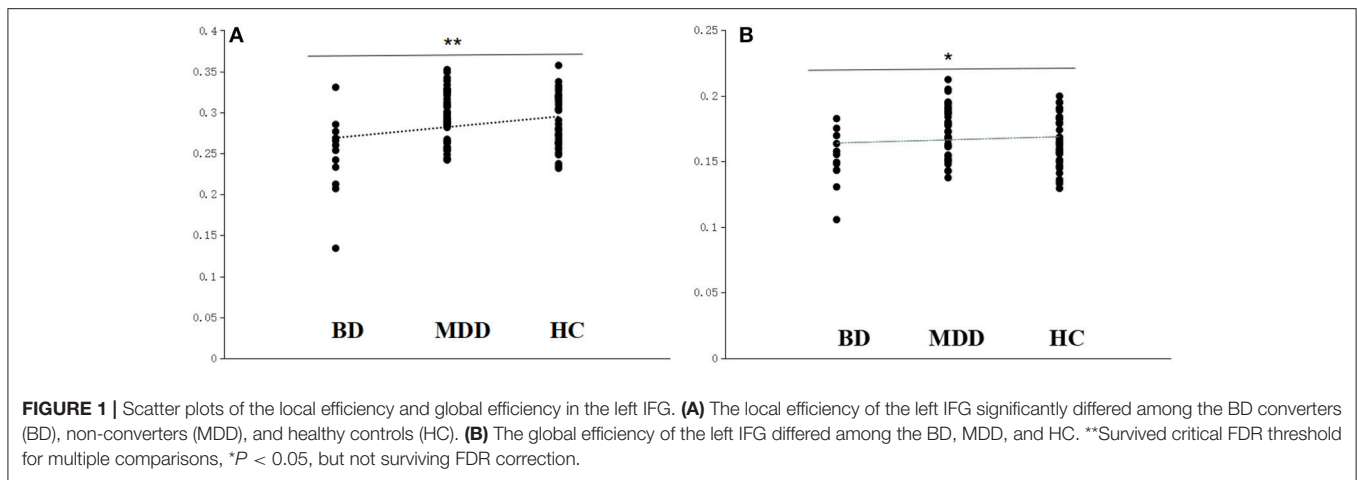 A
**
0.4
0.35
0.3
0.25
0.2
0.15
0.1
0.05
0
BD MDD HC
B
*
0.25
0.2
0.15
0.1
0.05
0
BD MDD HC
FIGURE 1 | Scatter plots of the local efficiency and global efficiency in the left IFG. (A) The local efficiency of the left IFG significantly differed among the BD converters
(BD), non-converters (MDD), and healthy controls (HC). (B) The global efficiency of the left IFG differed among the BD, MDD, and HC. **Survived critical FDR threshold
for multiple comparisons, *P < 0.05, but not surviving FDR correction.